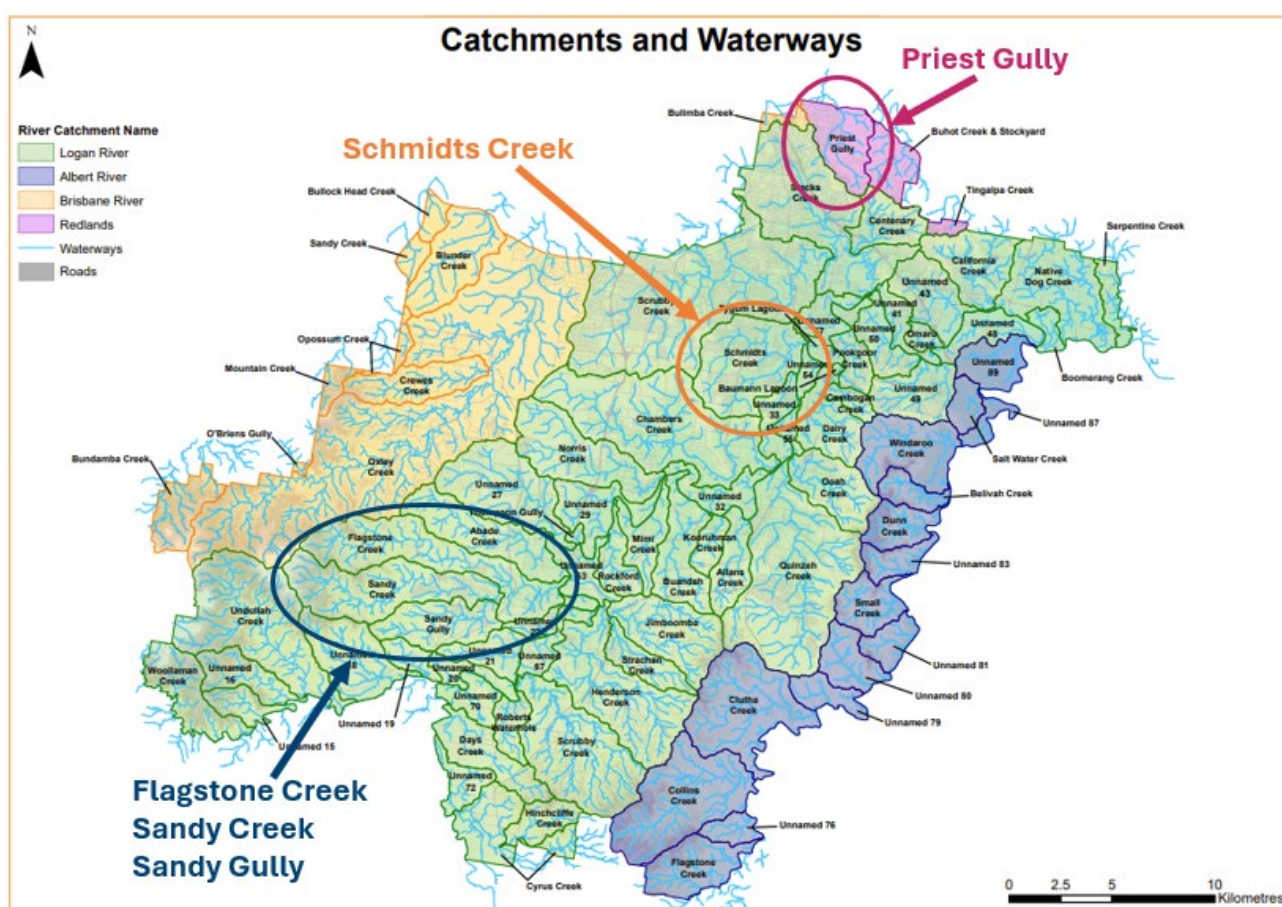 N
Catchments and Waterways
Priest Gully
Schmidts Creek
River Catchment Name
Logan River
Albert River
Brisbane River
Redlands
Waterways
Roads
Bulimba Creek
Priest
Gully
Buhot Creek & Stockyard
Bullock Head Creek
Slacks
Creek
Tingalpa Creek
Centenary
Creek
Serpentine Creek
Sandy Creek
Blunder
Creek
California
Creek
Native
Dog Creek
Unnamed
43
Scrubby
Creek
Tygum Lagoon
Unnamed
41
Unnamed
50
Omaru
Creek
Unnamed
48
Opossum Creek
Schmidts
Creek
Unnamed
54
Pookgoor
Creek
Unnamed
89
Mountain Creek
Crewes
Creek
Baumann Lagoon
Boomerang Creek
Unnamed
33
Cambogan
Creek
Unnamed
49
Unnamed 87
Chambers
Creek
Dairy
Creek
O'Briens Gully
Windaroo
Creek
Salt Water Creek
Bundamba Creek
Oxley
Creek
Norris
Creek
Unnamed
27
Unnamed
29
Unnamed
32
Belivah Creek
Flagstone
Creek
Abade
Creek
Mimi
Creek
Kooruhman
Creek
Dunn
Creek
Sandy
Creek
Rockford
Creek
Buandah
Creek
Allans
Creek
Quinzeh
Creek
Unnamed 83
Undullah
Creek
Sandy
Gully
Jimboomba
Creek
Small
Creek
Woollaman
Creek
Unnamed
16
Unnamed
21
Unnamed
67
Strachan
Creek
Unnamed 81
Unnamed
20
Unnamed 80
Unnamed 19
Unnamed
70
Roberts
Waterhole
Henderson
Creek
Clutha
Creek
Unnamed 79
Unnamed 15
Days
Creek
Scrubby
Creek
Unnamed
72
Collins
Creek
Flagstone Creek
Sandy Creek
Sandy Gully
Hinchcliffe
Creek
Unnamed 76
Flagstone
Creek
Cyrus Creek
0 2.5 5 10
Kilometres